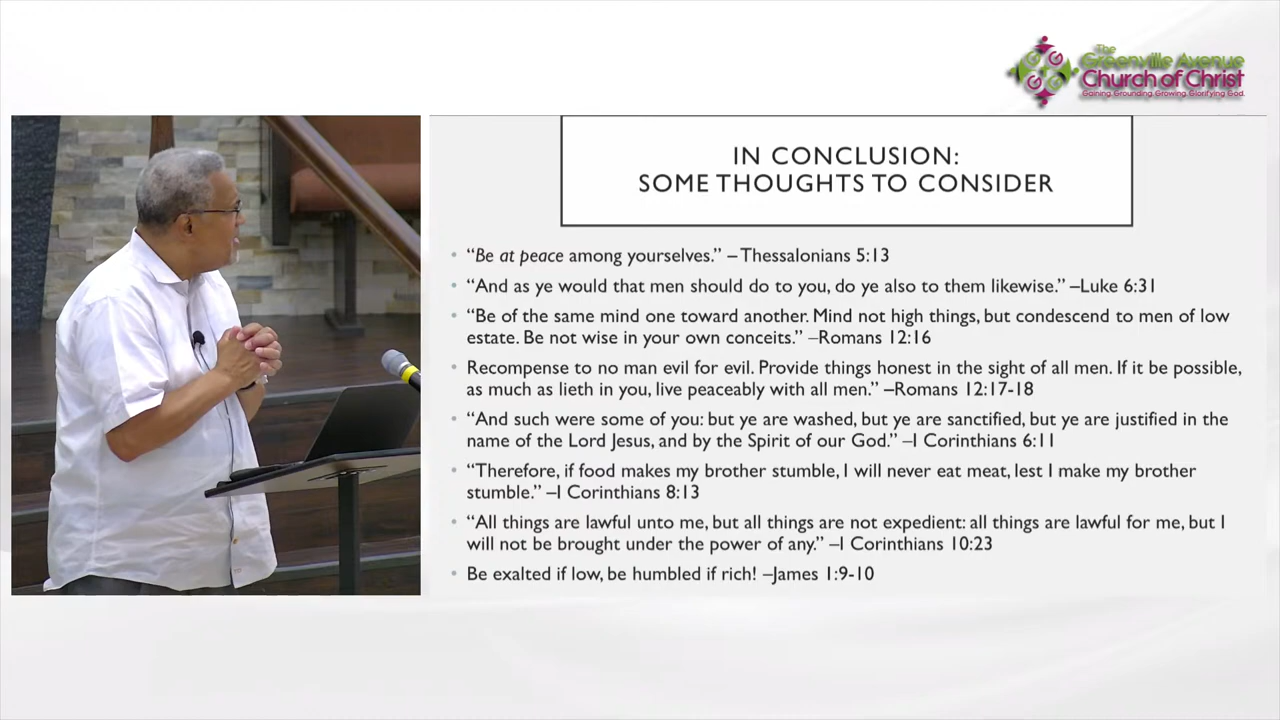 The
Greenville Avenue
Church of Christ
Gaining. Grounding. Growing. Glorifying God.
IN CONCLUSION:
SOME THOUGHTS TO CONSIDER
• “Be at peace among yourselves.” – Thessalonians 5:13
• “And as ye would that men should do to you, do ye also to them likewise.” –Luke 6:31
• “Be of the same mind one toward another. Mind not high things, but condescend to men of low
estate. Be not wise in your own conceits.” –Romans 12:16
• Recompense to no man evil for evil. Provide things honest in the sight of all men. If it be possible,
as much as lieth in you, live peaceably with all men.” –Romans 12:17-18
• “And such were some of you: but ye are washed, but ye are sanctified, but ye are justified in the
name of the Lord Jesus, and by the Spirit of our God.” –I Corinthians 6:11
• “Therefore, if food makes my brother stumble, I will never eat meat, lest I make my brother
stumble.” –I Corinthians 8:13
• “All things are lawful unto me, but all things are not expedient: all things are lawful for me, but I
will not be brought under the power of any.” –I Corinthians 10:23
• Be exalted if low, be humbled if rich! –James 1:9-10